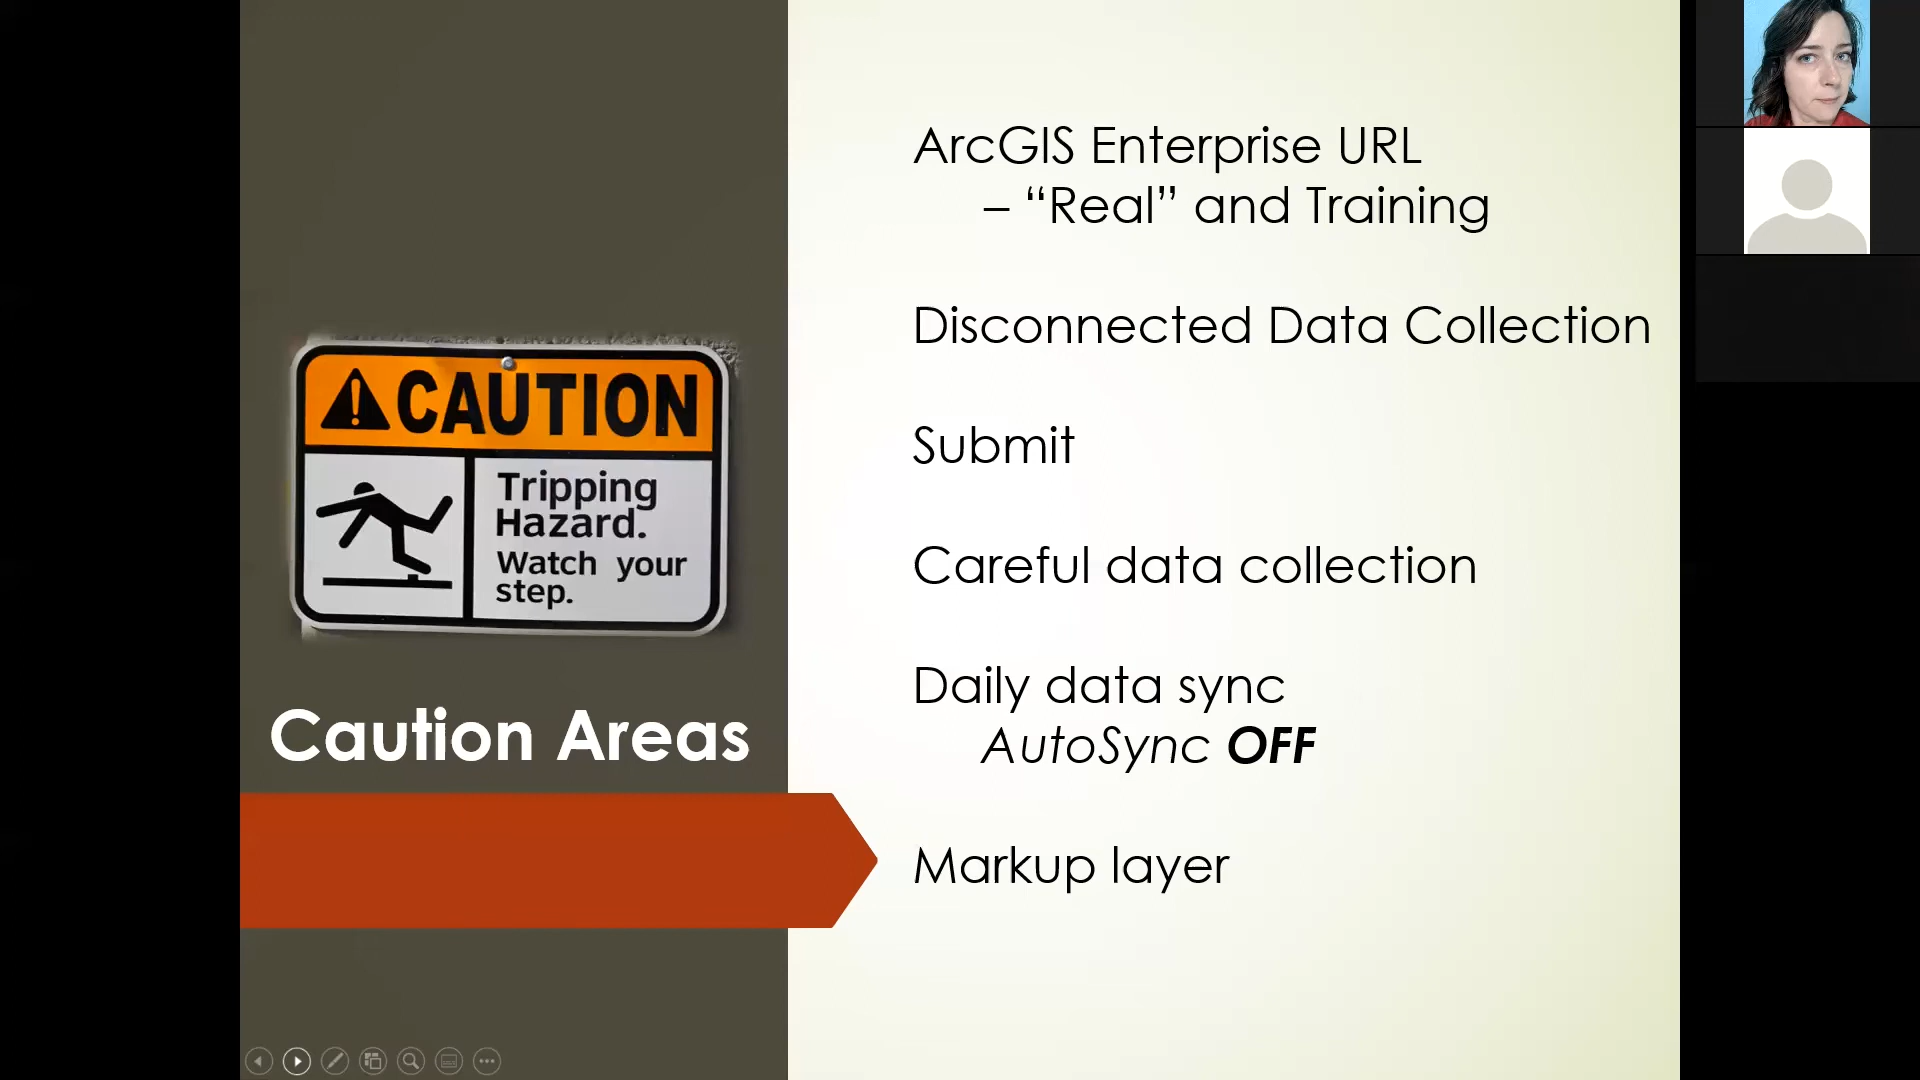 CAUTION
Tripping
Hazard.
Watch your
step.
Caution Areas
ArcGIS Enterprise URL
– “Real” and Training
Disconnected Data Collection
Submit
Careful data collection
Daily data sync
AutoSync OFF
Markup layer